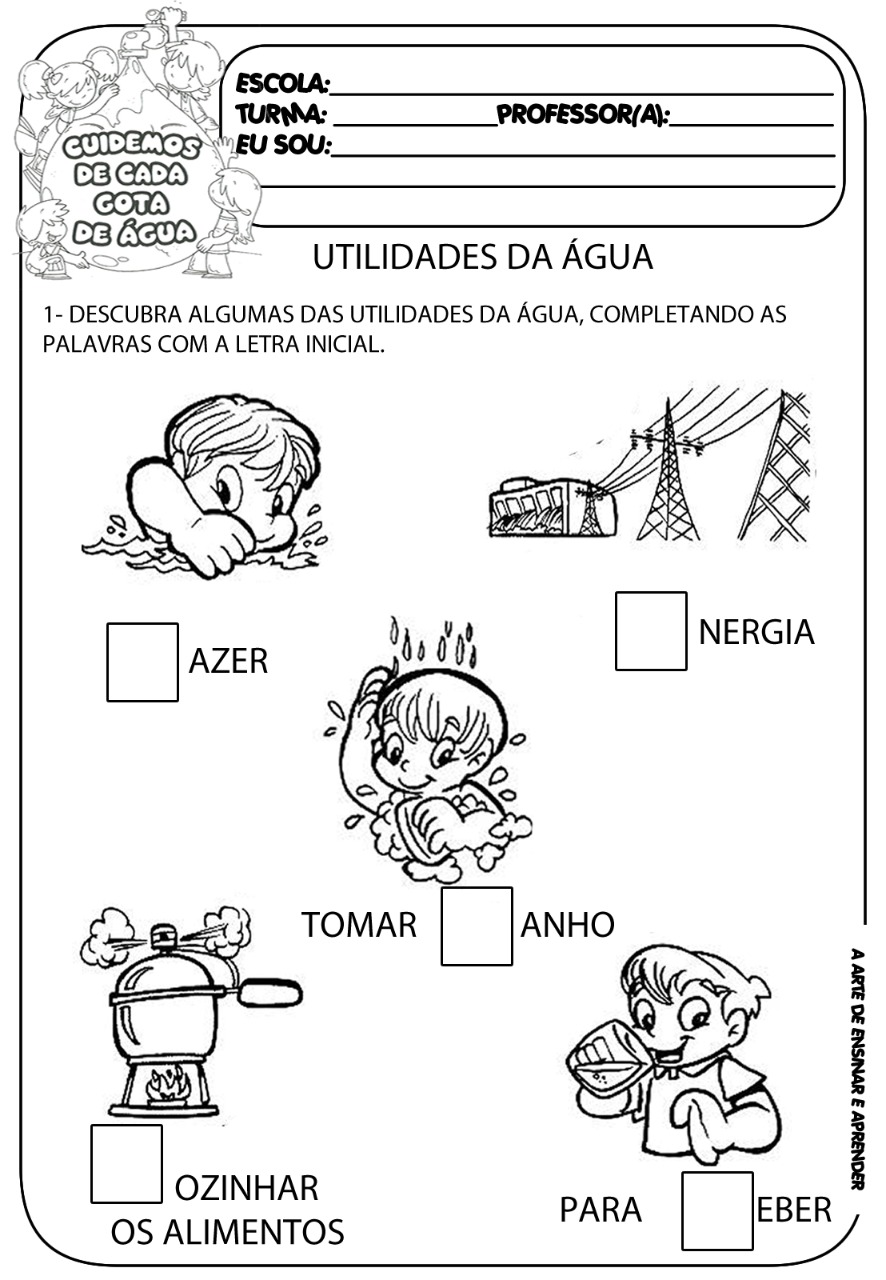 CUIDEMOS
DE CADA
GOTA
DE ÁGUA
ESCOLA:
TURMA: PROFESSOR(A):
EU SOU:
UTILIDADES DA ÁGUA
1- DESCUBRA ALGUMAS DAS UTILIDADES DA ÁGUA, COMPLETANDO AS
PALAVRAS COM A LETRA INICIAL.
AZER
NERGIA
TOMAR ANHO
OZINHAR
OS ALIMENTOS
PARA EBER
A ARTE DE ENSINAR E APRENDER